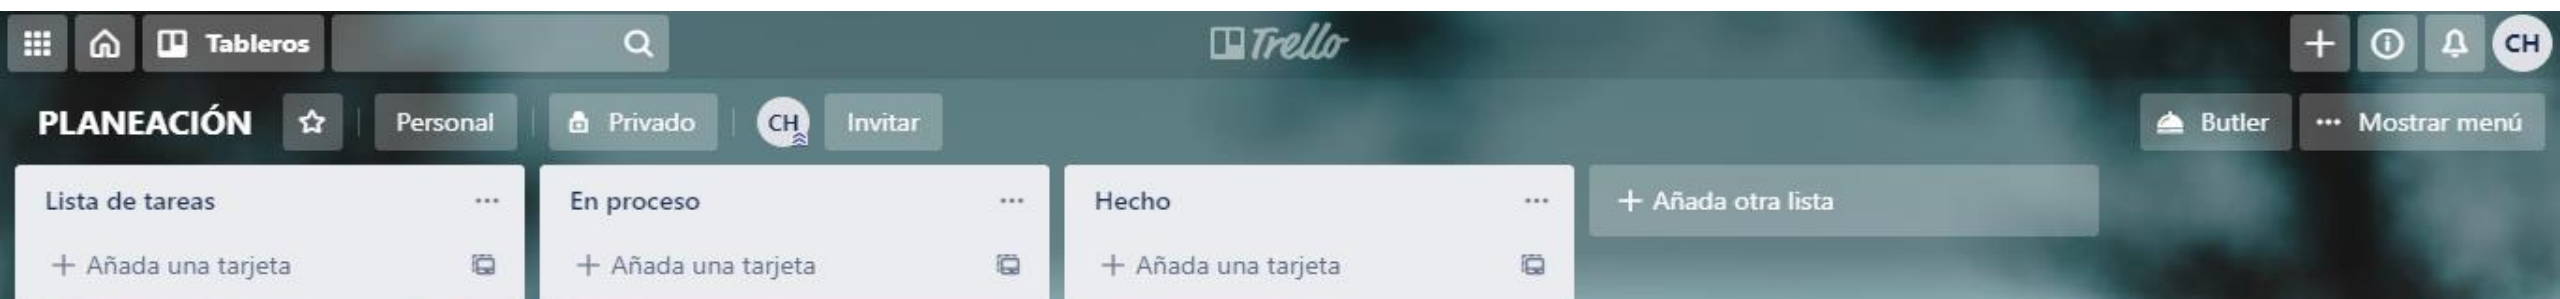 Tableros Trello CH
PLANEACIÓN Personal Privado CH Invitar Butler ··· Mostrar menú
Lista de tareas ··· En proceso ··· Hecho ··· + Añada otra lista
+ Añada una tarjeta + Añada una tarjeta + Añada una tarjeta